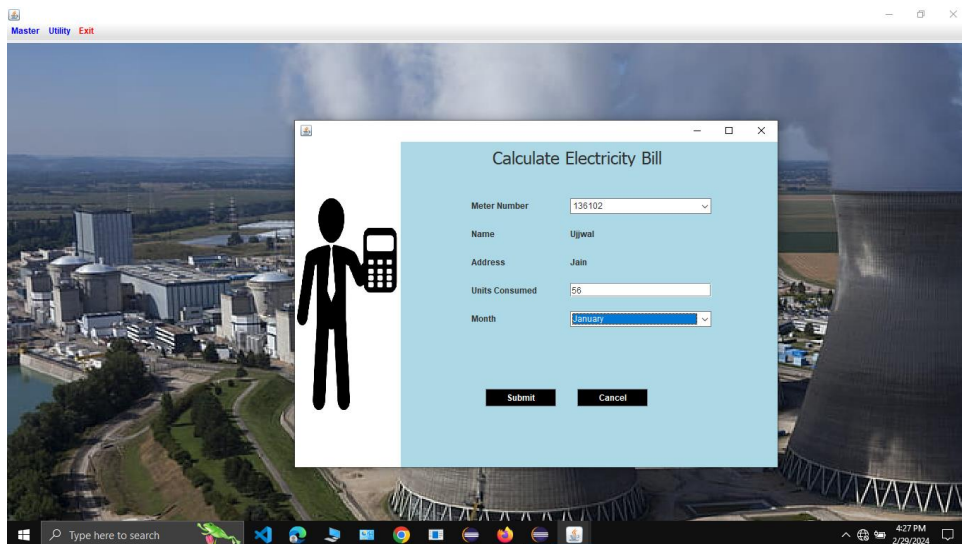 Master Utility Exit
Calculate Electricity Bill
Meter Number 136102
Name Ujjwal
Address Jain
Units Consumed 56
Month January
Submit Cancel
Type here to search
4:27 PM
2/29/2024